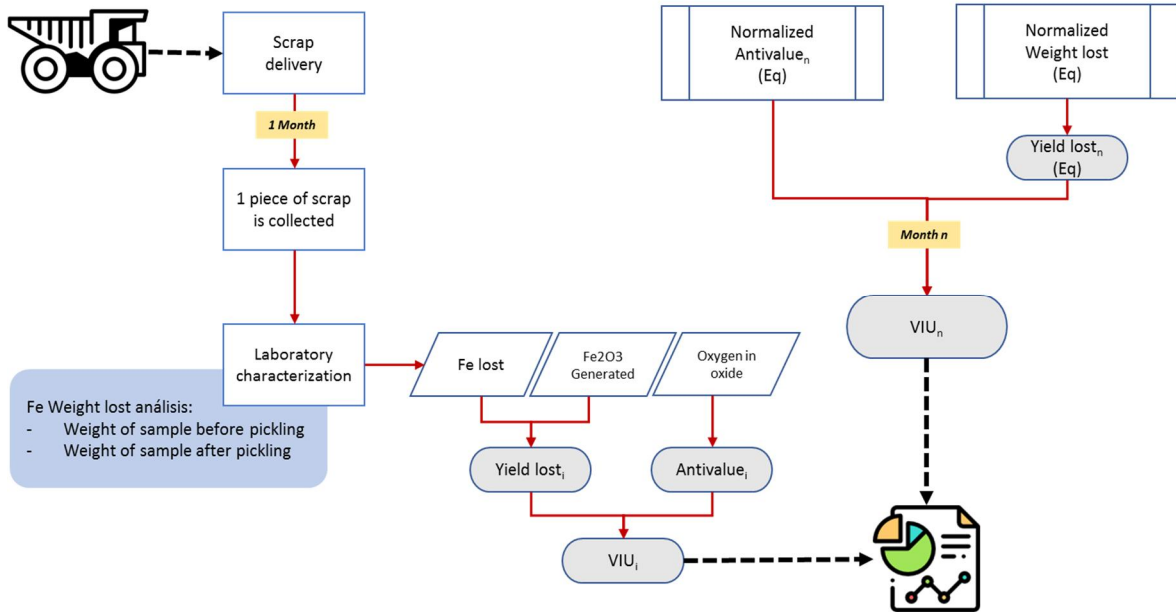 Scrap
delivery
1 Month
1 piece of scrap
is collected
Laboratory
characterization
Fe Weight lost análisis:
- Weight of sample before pickling
- Weight of sample after pickling
Fe lost
Fe2O3
Generated
Oxygen in
oxide
Yield lostᵢ
Antivalueᵢ
VIUᵢ
Normalized
Antivalueₙ
(Eq)
Normalized
Weight lost
(Eq)
Yield lostₙ
(Eq)
Month n
VIUₙ